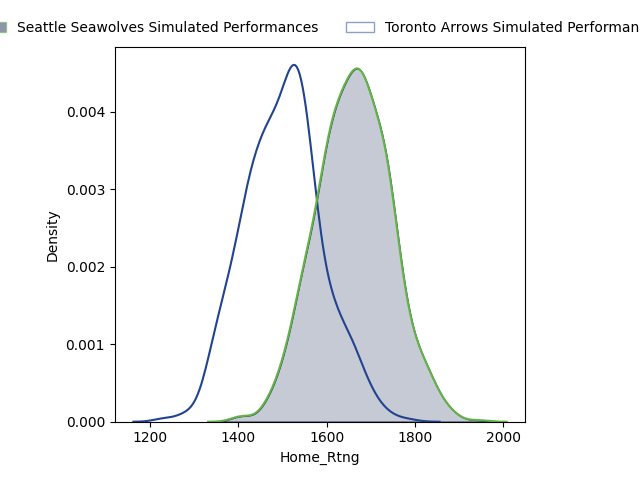 Seattle Seawolves Simulated Performances
Toronto Arrows Simulated
0.004
0.003
0.002
0.001
0.000
Density
1200 1400 1600 1800 2000
Home_Rtng